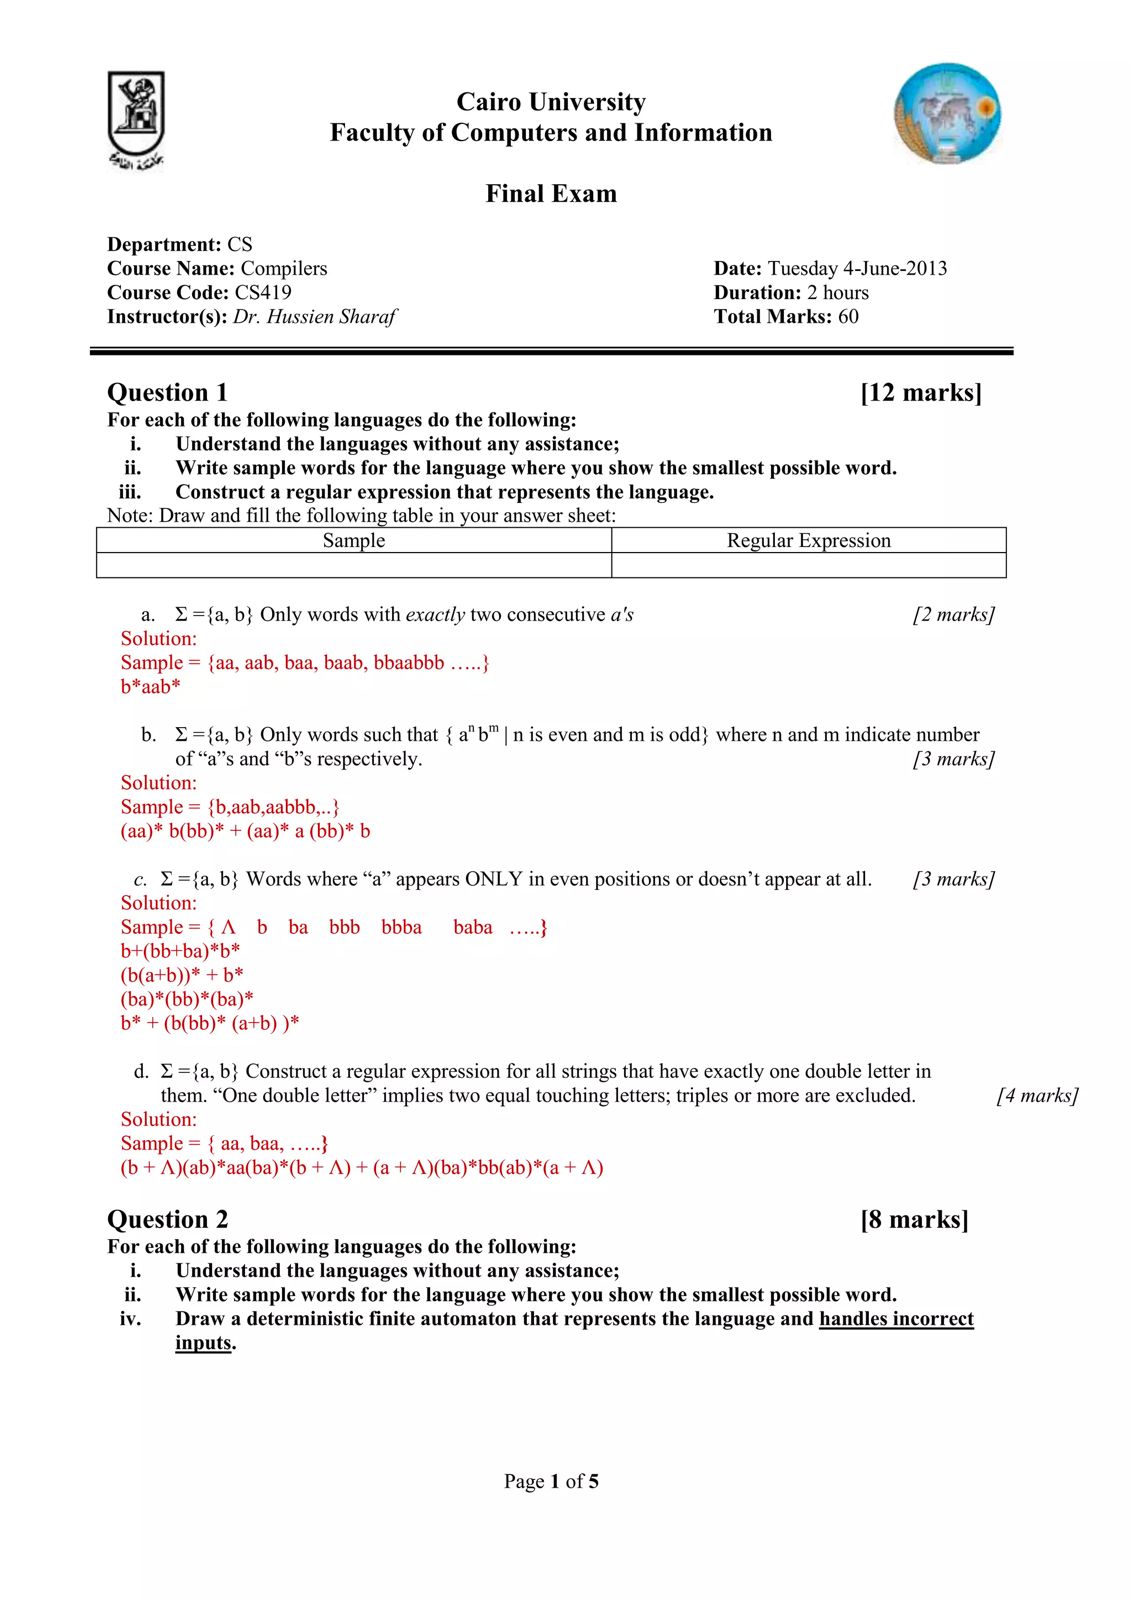 Cairo University
Faculty of Computers and Information
Final Exam
Department: CS
Course Name: Compilers
Date: Tuesday 4-June-2013
Course Code: CS419
Duration: 2 hours
Instructor(s): Dr. Hussien Sharaf
Total Marks: 60
Question 1 [12 marks]
For each of the following languages do the following:
i. Understand the languages without any assistance;
ii. Write sample words for the language where you show the smallest possible word.
iii. Construct a regular expression that represents the language.
Note: Draw and fill the following table in your answer sheet:
Sample Regular Expression
a. Σ ={a, b} Only words with exactly two consecutive a's [2 marks]
Solution:
Sample = {aa, aab, baa, baab, bbaabbb …..}
b*aab*
b. Σ ={a, b} Only words such that { aⁿ bᵐ | n is even and m is odd} where n and m indicate number
of “a”s and “b”s respectively. [3 marks]
Solution:
Sample = {b,aab,aabbb,..}
(aa)* b(bb)* + (aa)* a (bb)* b
c. Σ ={a, b} Words where “a” appears ONLY in even positions or doesn’t appear at all. [3 marks]
Solution:
Sample = { Λ b ba bbb bbba baba …..}
b+(bb+ba)*b*
(b(a+b))* + b*
(ba)*(bb)*(ba)*
b* + (b(bb)* (a+b) )*
d. Σ ={a, b} Construct a regular expression for all strings that have exactly one double letter in
them. “One double letter” implies two equal touching letters; triples or more are excluded. [4 marks]
Solution:
Sample = { aa, baa, …..}
(b + Λ)(ab)*aa(ba)*(b + Λ) + (a + Λ)(ba)*bb(ab)*(a + Λ)
Question 2 [8 marks]
For each of the following languages do the following:
i. Understand the languages without any assistance;
ii. Write sample words for the language where you show the smallest possible word.
iv. Draw a deterministic finite automaton that represents the language and handles incorrect
inputs.
Page 1 of 5